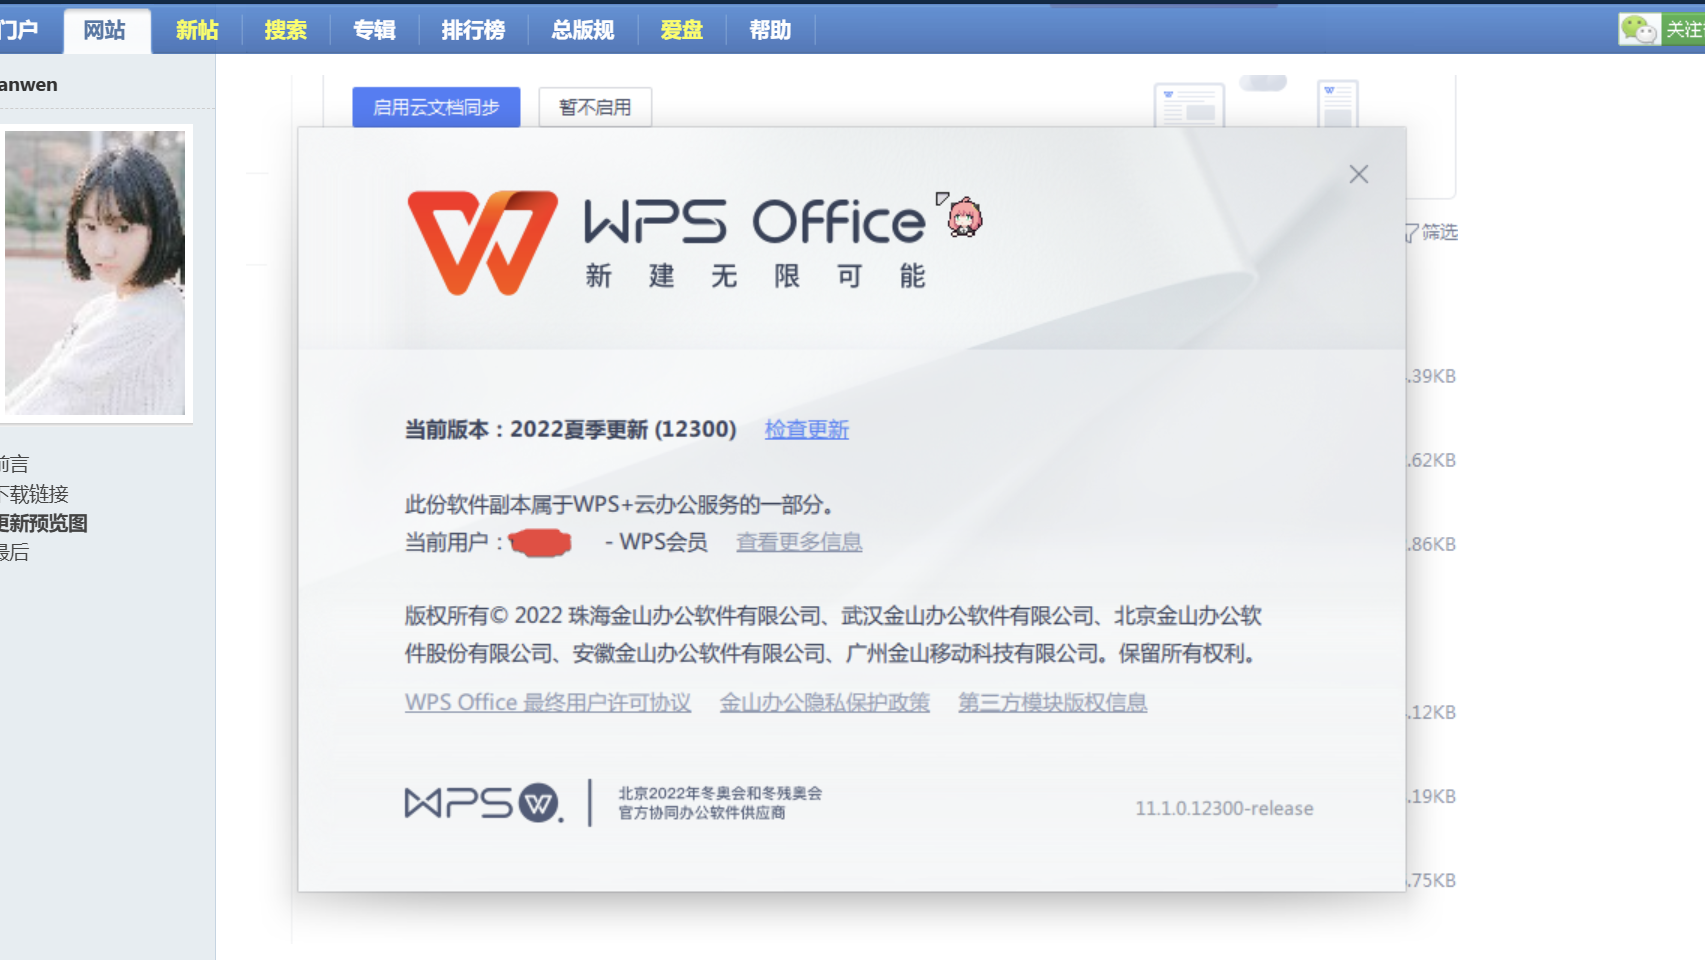 门户 网站 新帖 搜索 专辑 排行榜 总版规 爱盘 帮助 关注
anwen
前言
下载链接
更新预览图
最后
启用云文档同步 暂不启用
筛选
WPS Office
新建无限可能
当前版本：2022夏季更新 (12300) 检查更新
此份软件副本属于WPS+云办公服务的一部分。
当前用户： - WPS会员 查看更多信息
版权所有© 2022 珠海金山办公软件有限公司、武汉金山办公软件有限公司、北京金山办公软
件股份有限公司、安徽金山办公软件有限公司、广州金山移动科技有限公司。保留所有权利。
WPS Office 最终用户许可协议 金山办公隐私保护政策 第三方模块版权信息
WPS W
北京2022年冬奥会和冬残奥会
官方协同办公软件供应商
11.1.0.12300-release
.39KB
.62KB
.86KB
.12KB
.19KB
.75KB